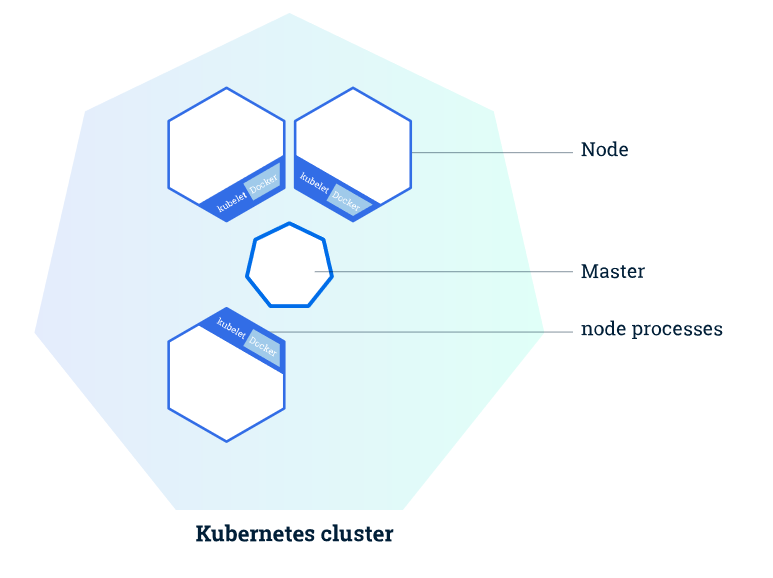 kubelet Docker
kubelet Docker
Node
Master
kubelet Docker
node processes
Kubernetes cluster